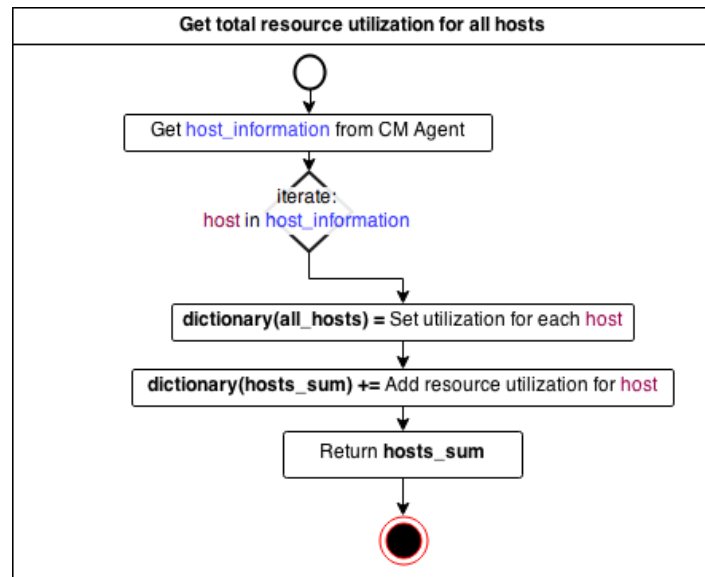 Get total resource utilization for all hosts
Get host_information from CM Agent
iterate:
host in host_information
dictionary(all_hosts) = Set utilization for each host
dictionary(hosts_sum) += Add resource utilization for host
Return hosts_sum